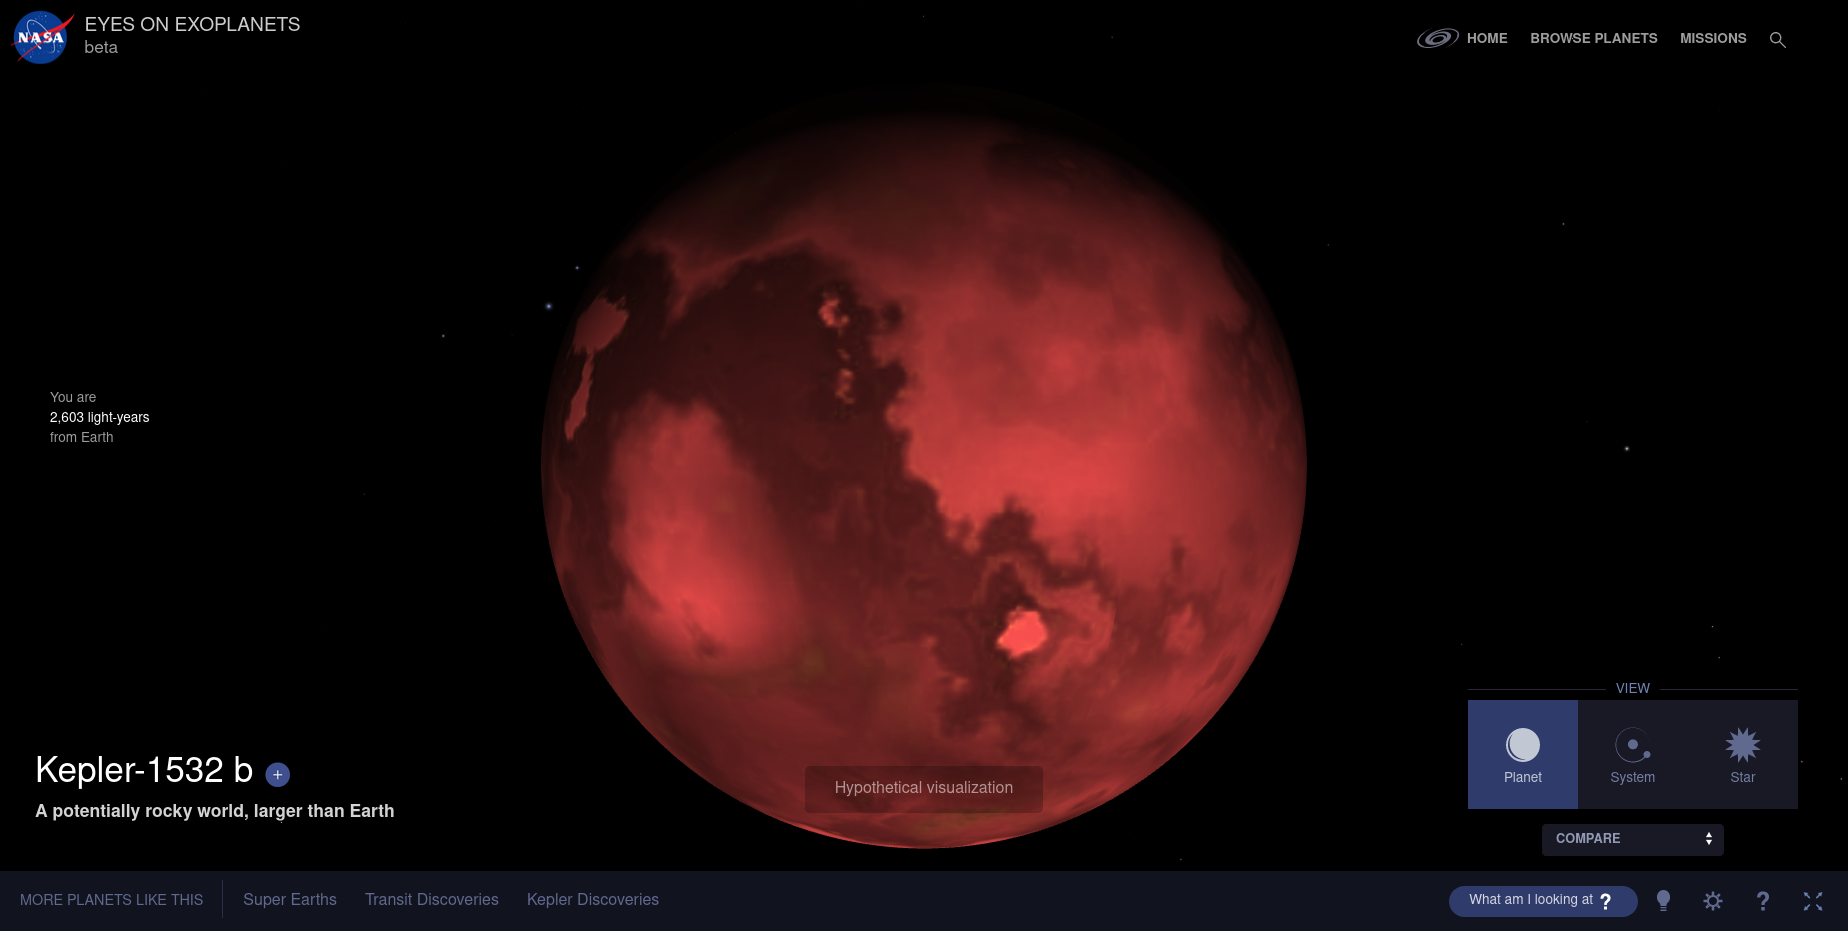 NASA
EYES ON EXOPLANETS
beta
HOME
BROWSE PLANETS
MISSIONS
You are
2,603 light-years
from Earth
Kepler-1532 b +
A potentially rocky world, larger than Earth
Hypothetical visualization
VIEW
Planet
System
Star
COMPARE
MORE PLANETS LIKE THIS
Super Earths
Transit Discoveries
Kepler Discoveries
What am I looking at ?
?